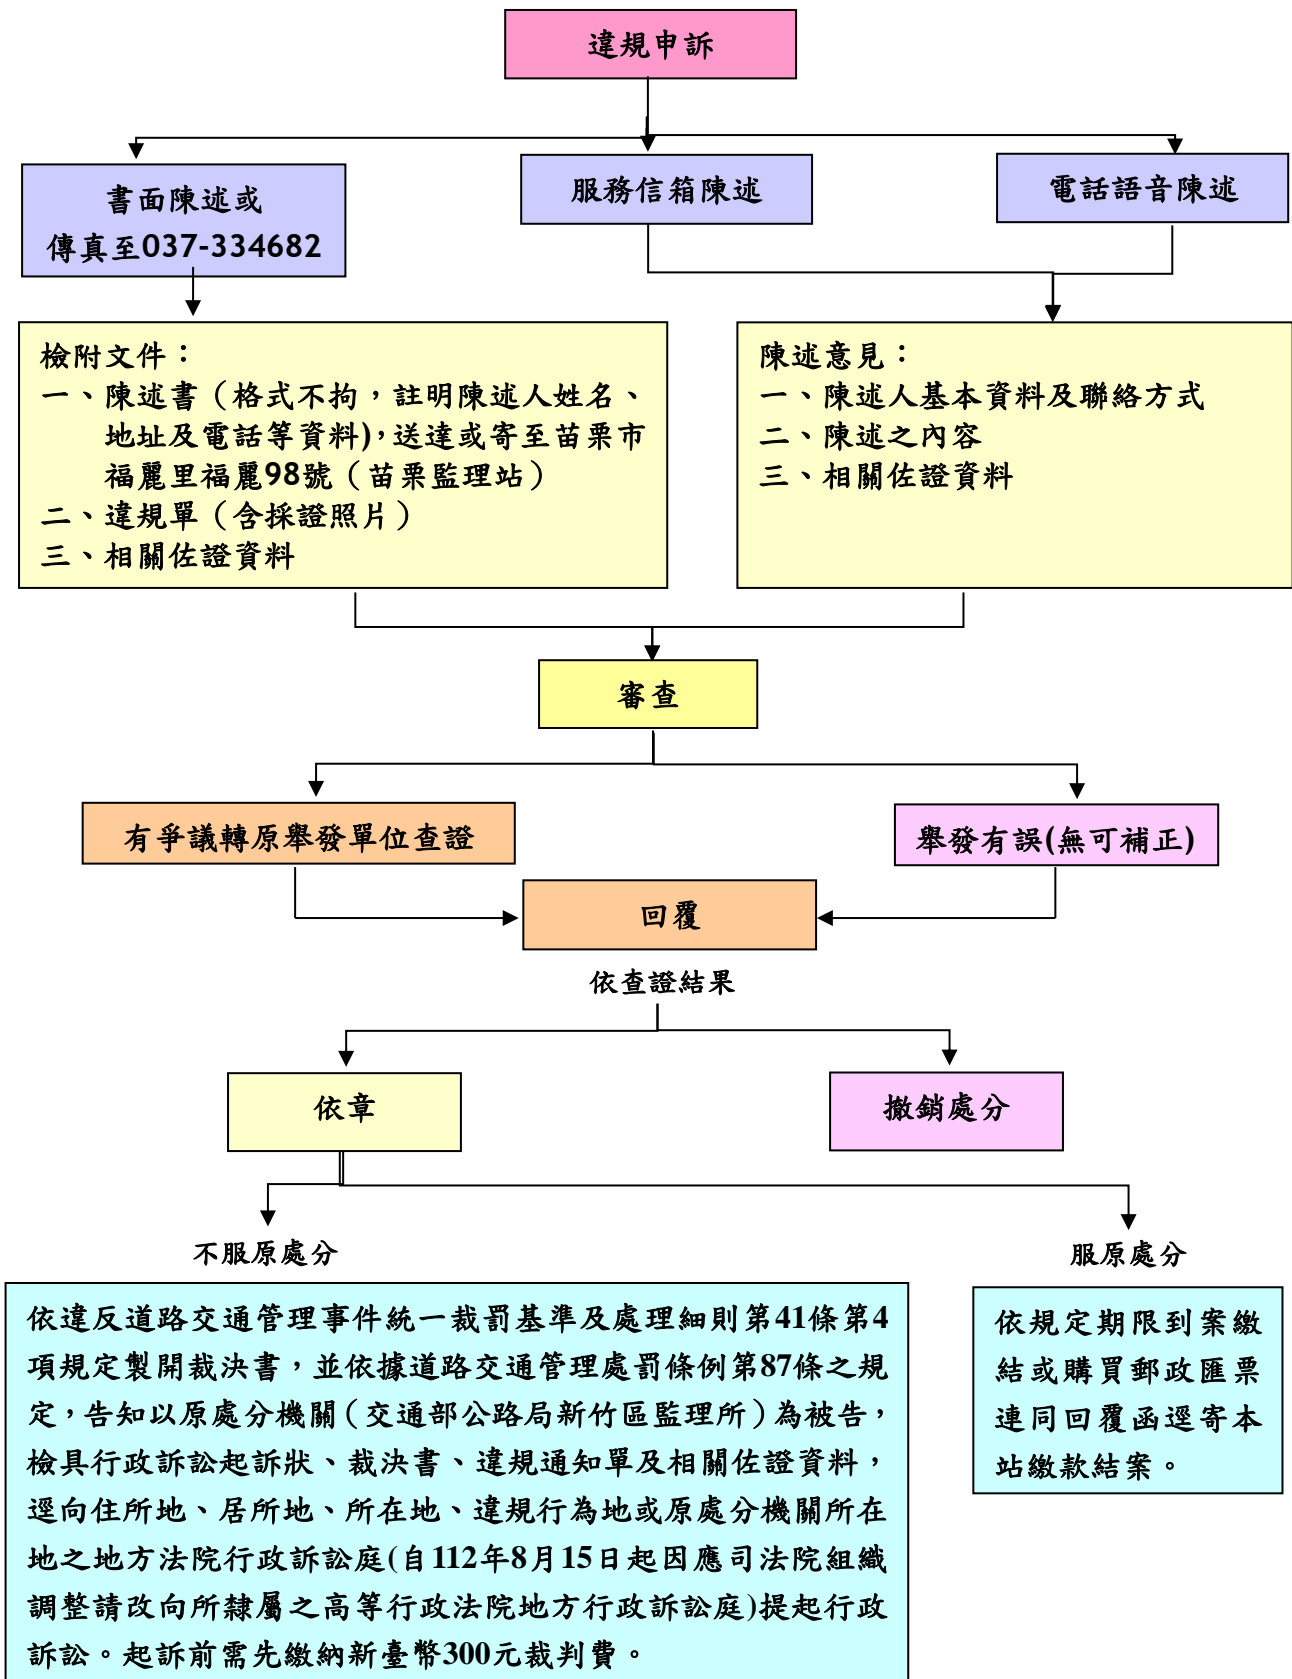 違規申訴
書面陳述或
傳真至037-334682
服務信箱陳述
電話語音陳述
檢附文件：
一、陳述書（格式不拘，註明陳述人姓名、
地址及電話等資料)，送達或寄至苗栗市
福麗里福麗98號（苗栗監理站）
二、違規單（含採證照片）
三、相關佐證資料
陳述意見：
一、陳述人基本資料及聯絡方式
二、陳述之內容
三、相關佐證資料
審查
有爭議轉原舉發單位查證
舉發有誤(無可補正)
回覆
依查證結果
依章
撤銷處分
不服原處分
服原處分
依違反道路交通管理事件統一裁罰基準及處理細則第41條第4
項規定製開裁決書，並依據道路交通管理處罰條例第87條之規
定，告知以原處分機關（交通部公路局新竹區監理所）為被告，
檢具行政訴訟起訴狀、裁決書、違規通知單及相關佐證資料，
逕向住所地、居所地、所在地、違規行為地或原處分機關所在
地之地方法院行政訴訟庭(自112年8月15日起因應司法院組織
調整請改向所隸屬之高等行政法院地方行政訴訟庭)提起行政
訴訟。起訴前需先繳納新臺幣300元裁判費。
依規定期限到案繳
結或購買郵政匯票
連同回覆函逕寄本
站繳款結案。